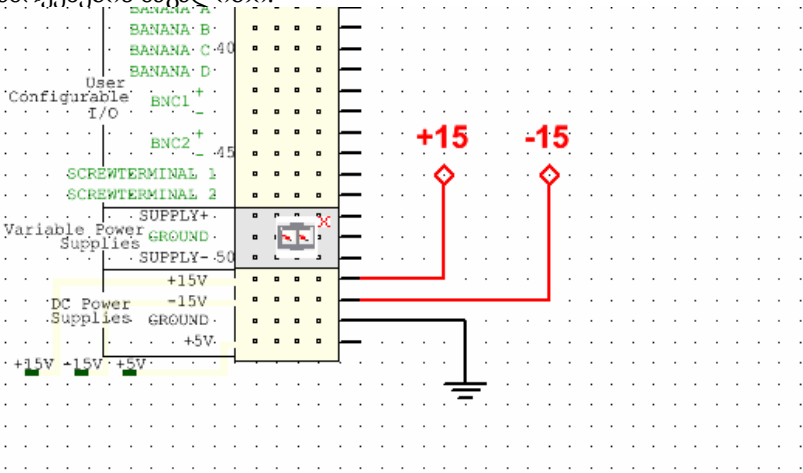 BANANA A
BANANA B
BANANA C
40
BANANA D
User
Configurable
I/O
BNC1
+
-
BNC2
+
-
45
SCREWTERMINAL 1
SCREWTERMINAL 2
SUPPLY+
Variable Power
Supplies
GROUND
SUPPLY-
50
+15V
-15V
DC Power
Supplies
GROUND
+5V
+15V -15V +5V
+15 -15
X